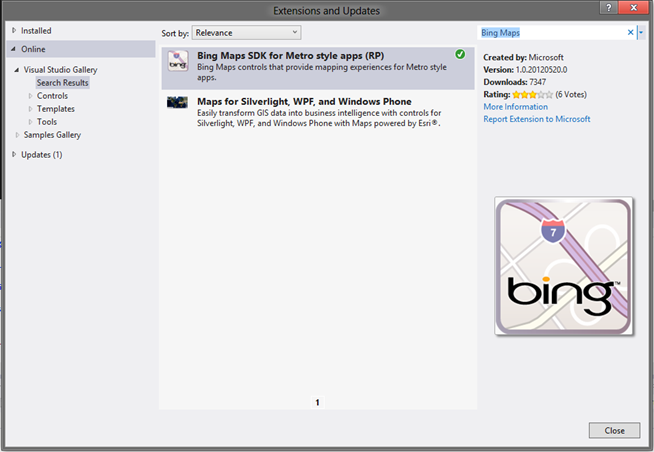 Extensions and Updates
?
Installed
Online
Visual Studio Gallery
Search Results
Controls
Templates
Tools
Samples Gallery
Updates (1)
Sort by: Relevance
Bing Maps SDK for Metro style apps (RP)
Bing Maps controls that provide mapping experiences for Metro style
apps.
bing
Maps for Silverlight, WPF, and Windows Phone
Easily transform GIS data into business intelligence with controls for
Silverlight, WPF, and Windows Phone with Maps powered by Esri®.
1
Bing Maps
Created by: Microsoft
Version: 1.0.20120520.0
Downloads: 7347
Rating: (6 Votes)
More Information
Report Extension to Microsoft
7
bing™
Close